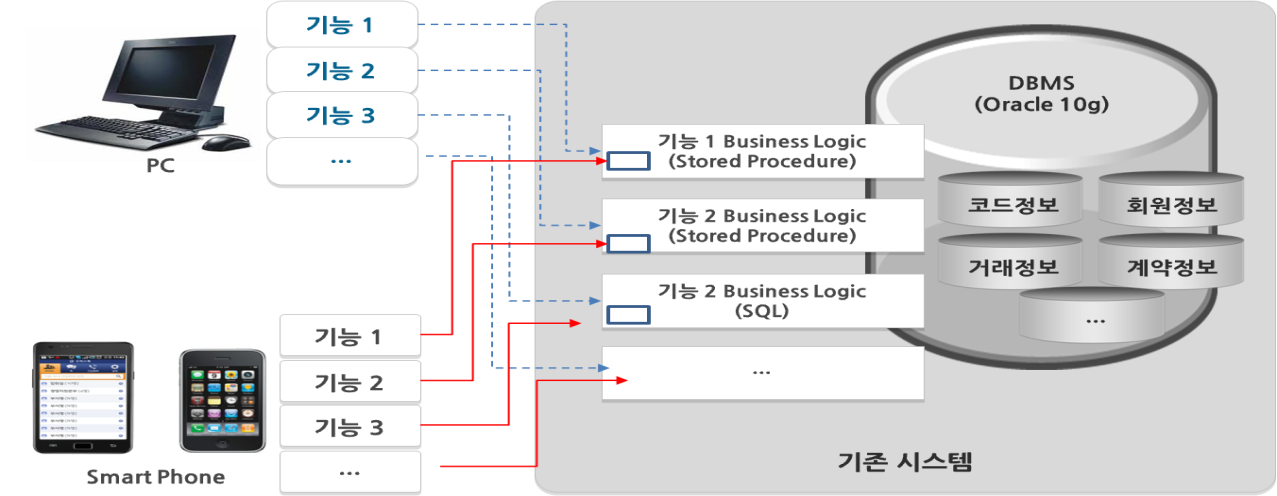 기능 1
기능 2
기능 3
...
PC
DBMS
(Oracle 10g)
기능 1 Business Logic
(Stored Procedure)
기능 2 Business Logic
(Stored Procedure)
기능 2 Business Logic
(SQL)
...
코드정보
회원정보
거래정보
계약정보
...
기능 1
기능 2
기능 3
...
Smart Phone
기존 시스템